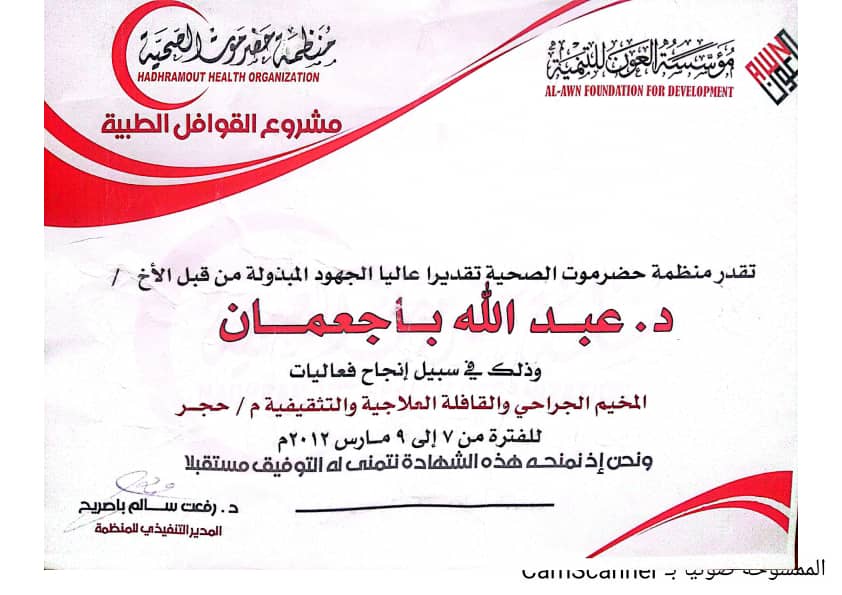 منظمة حضرموت الصحية
HADHRAMOUT HEALTH ORGANIZATION
مشروع القوافل الطبية
مؤسسة العون للتنمية
AL-AWN FOUNDATION FOR DEVELOPMENT
AWN
العون
تقدر منظمة حضرموت الصحية تقديرا عاليا الجهود المبذولة من قبل الأخ /
د. عبد الله بأجعمان
وذلك في سبيل إنجاح فعاليات
المخيم الجراحي والقافلة العلاجية والتثقيفية م / حجر
للفترة من ٧ إلى ٩ مارس ٢٠١٢م
ونحن إذ نمنحه هذه الشهادة نتمنى له التوفيق مستقبلا
د. رفعت سالم باصريح
المدير التنفيذي للمنظمة
الممسوحة ضوئيا بـ CamScanner